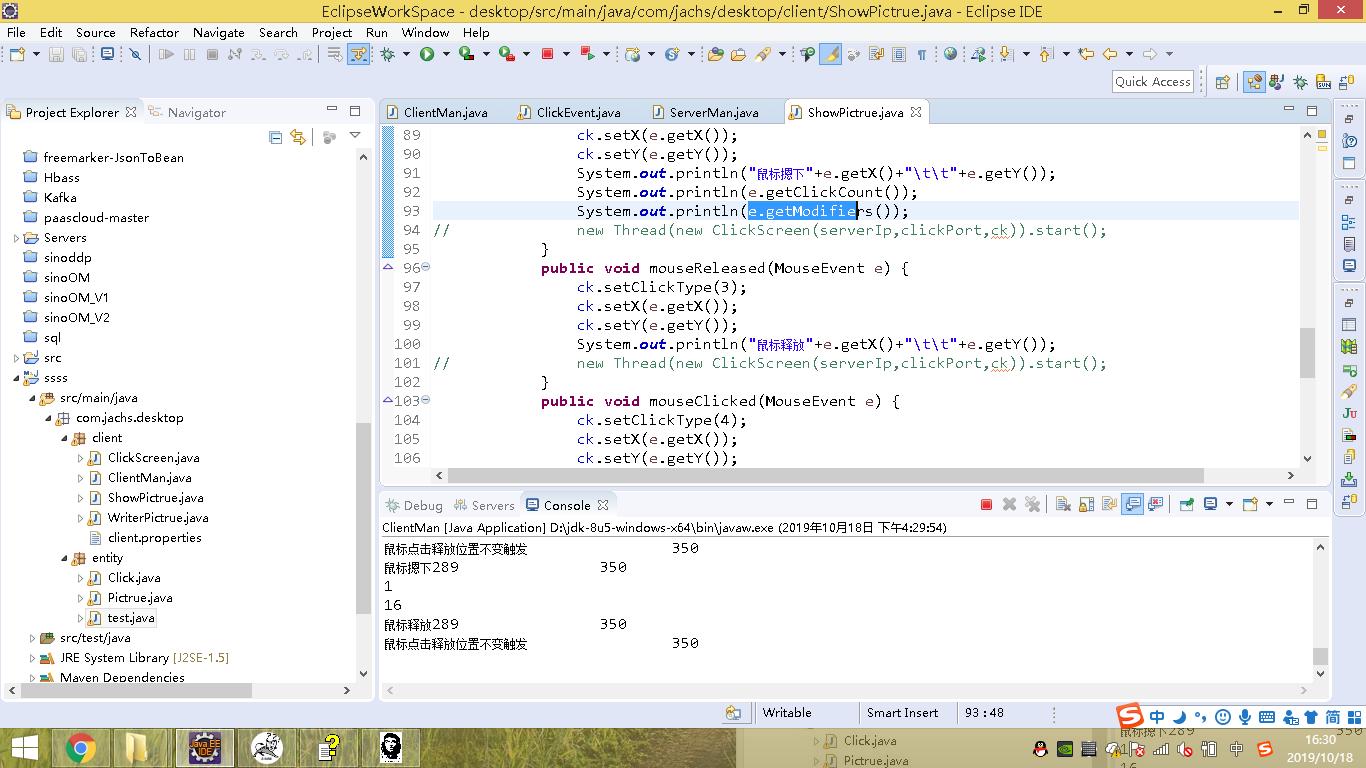 EclipseWorkSpace - desktop/src/main/java/com/jachs/desktop/client/ShowPictrue.java - Eclipse IDE
File Edit Source Refactor Navigate Search Project Run Window Help
Quick Access
Project Explorer Navigator
freemarker-JsonToBean
Hbass
Kafka
paascloud-master
Servers
sinoddp
sinoOM
sinoOM_V1
sinoOM_V2
sql
src
ssss
src/main/java
com.jachs.desktop
client
ClickScreen.java
ClientMan.java
ShowPictrue.java
WriterPictrue.java
client.properties
entity
Click.java
Pictrue.java
test.java
src/test/java
JRE System Library [J2SE-1.5]
Maven Dependencies
ClientMan.java ClickEvent.java ServerMan.java ShowPictrue.java
89 ck.setX(e.getX());
90 ck.setY(e.getY());
91 System.out.println("鼠标摁下"+e.getX()+"\t\t"+e.getY());
92 System.out.println(e.getClickCount());
93 System.out.println(e.getModifiers());
94 // new Thread(new ClickScreen(serverIp,clickPort,ck)).start();
95 }
96 public void mouseReleased(MouseEvent e) {
97 ck.setClickType(3);
98 ck.setX(e.getX());
99 ck.setY(e.getY());
100 System.out.println("鼠标释放"+e.getX()+"\t\t"+e.getY());
101 // new Thread(new ClickScreen(serverIp,clickPort,ck)).start();
102 }
103 public void mouseClicked(MouseEvent e) {
104 ck.setClickType(4);
105 ck.setX(e.getX());
106 ck.setY(e.getY());
Debug Servers Console
ClientMan [Java Application] D:\jdk-8u5-windows-x64\bin\javaw.exe (2019年10月18日 下午4:29:54)
鼠标点击释放位置不变触发 350
鼠标摁下289 350
1
16
鼠标释放289 350
鼠标点击释放位置不变触发 350
Writable Smart Insert 93 : 48
中 简
Click.java
Pictrue.java
鼠标摁下289 350
1
16
中
16:30
2019/10/18